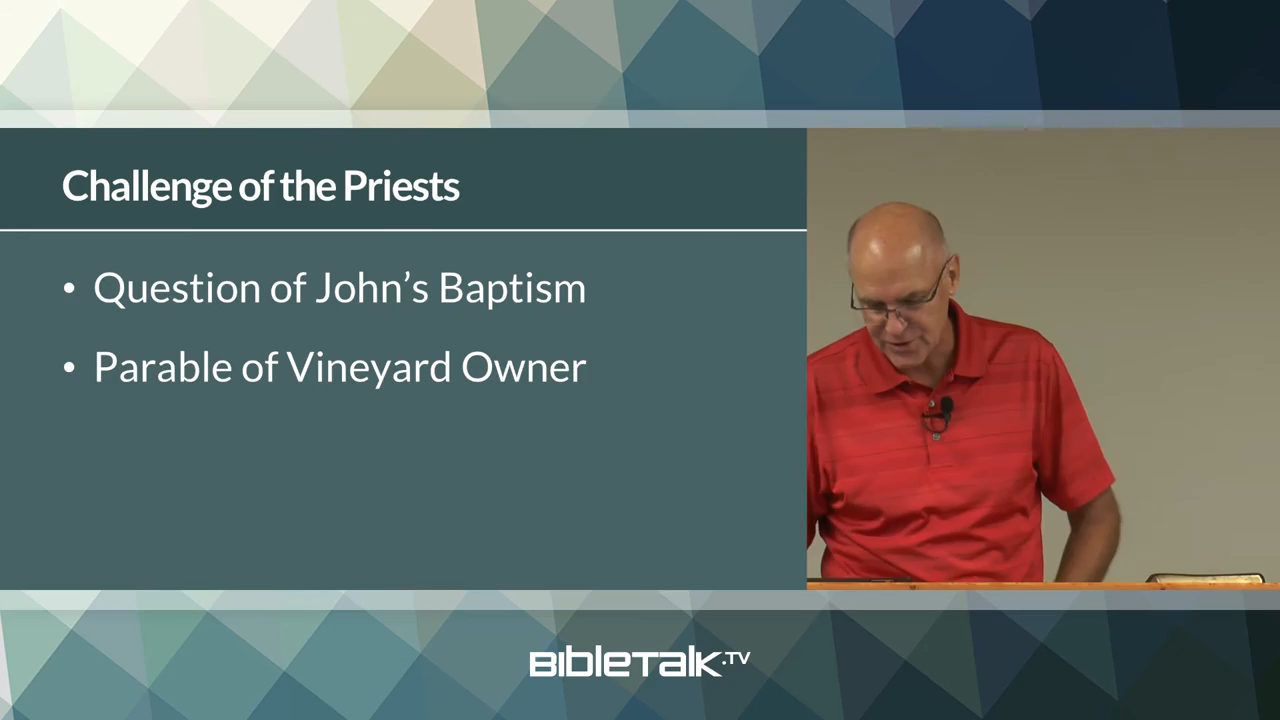 Challenge of the Priests
• Question of John’s Baptism
• Parable of Vineyard Owner
BIBLETALK.TV